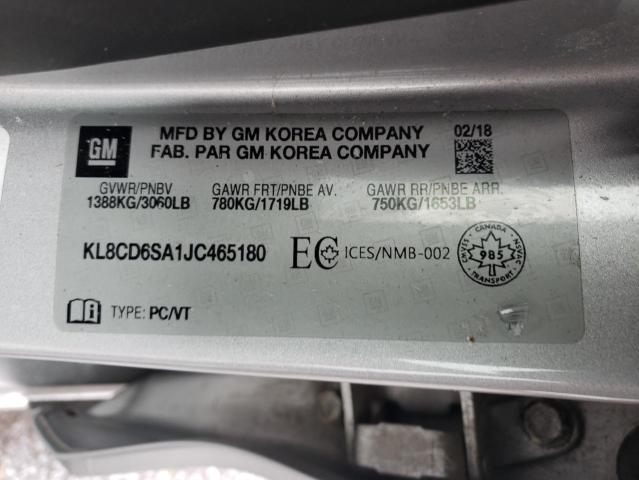 GM
MFD BY GM KOREA COMPANY 02/18
FAB. PAR GM KOREA COMPANY
GVWR/PNBV GAWR FRT/PNBE AV. GAWR RR/PNBE ARR.
1388KG/3060LB 780KG/1719LB 750KG/1653LB
KL8CD6SA1JC465180 EC ICES/NMB-002
CANADA
985
NSVAC
TRANSPORT
TYPE: PC/VT